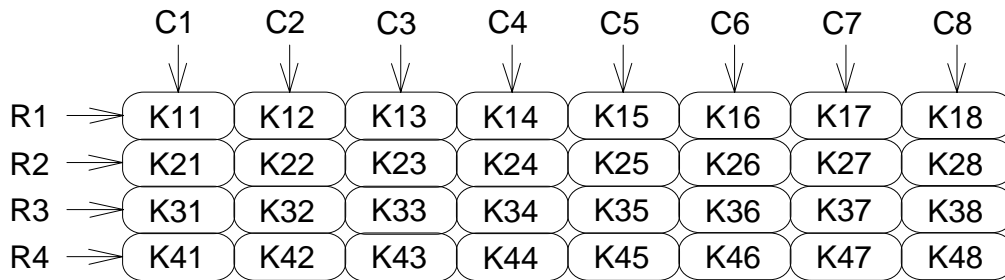 C1 C2 C3 C4 C5 C6 C7 C8
R1 K11 K12 K13 K14 K15 K16 K17 K18
R2 K21 K22 K23 K24 K25 K26 K27 K28
R3 K31 K32 K33 K34 K35 K36 K37 K38
R4 K41 K42 K43 K44 K45 K46 K47 K48